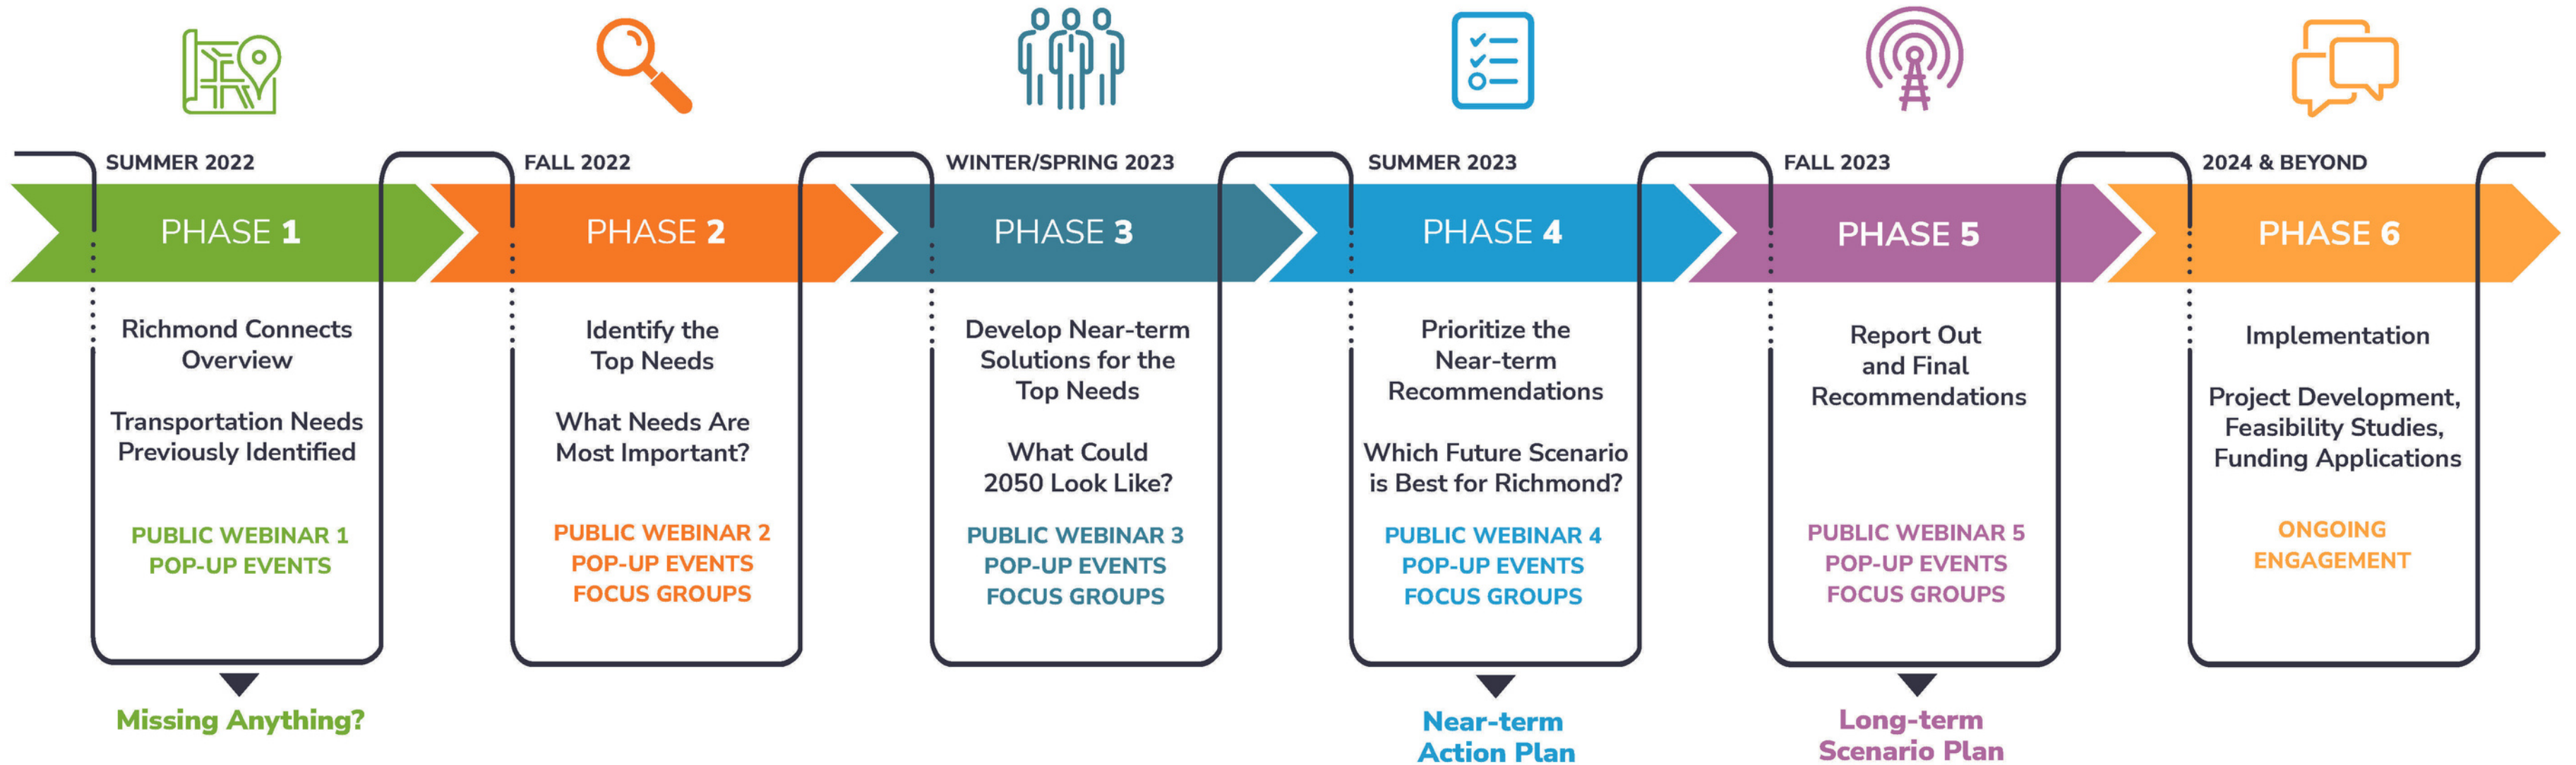 SUMMER 2022
PHASE 1
Richmond Connects
Overview
Transportation Needs
Previously Identified
PUBLIC WEBINAR 1
POP-UP EVENTS
Missing Anything?
FALL 2022
PHASE 2
Identify the
Top Needs
What Needs Are
Most Important?
PUBLIC WEBINAR 2
POP-UP EVENTS
FOCUS GROUPS
WINTER/SPRING 2023
PHASE 3
Develop Near-term
Solutions for the
Top Needs
What Could
2050 Look Like?
PUBLIC WEBINAR 3
POP-UP EVENTS
FOCUS GROUPS
SUMMER 2023
PHASE 4
Prioritize the
Near-term
Recommendations
Which Future Scenario
is Best for Richmond?
PUBLIC WEBINAR 4
POP-UP EVENTS
FOCUS GROUPS
Near-term
Action Plan
FALL 2023
PHASE 5
Report Out
and Final
Recommendations
PUBLIC WEBINAR 5
POP-UP EVENTS
FOCUS GROUPS
Long-term
Scenario Plan
2024 & BEYOND
PHASE 6
Implementation
Project Development,
Feasibility Studies,
Funding Applications
ONGOING
ENGAGEMENT